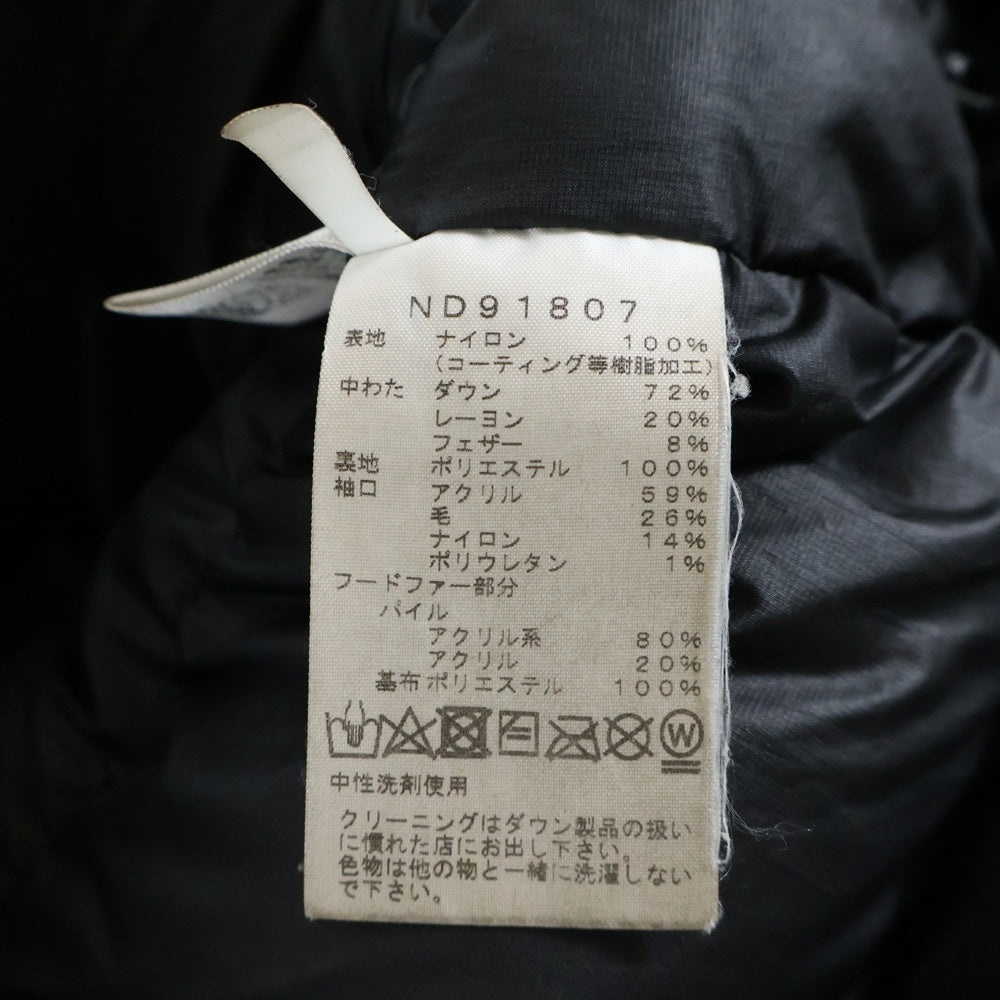 ND91807
表地 ナイロン 100%
(コーティング等樹脂加工)
中わた ダウン 72%
レーヨン 20%
フェザー 8%
裏地 ポリエステル 100%
袖口 アクリル 59%
毛 26%
ナイロン 14%
ポリウレタン 1%
フードファー部分
パイル
アクリル系 80%
アクリル 20%
基布 ポリエステル 100%
W
中性洗剤使用
クリーニングはダウン製品の扱い
に慣れた店にお出し下さい。
色物は他の物と一緒に洗濯しない
で下さい。